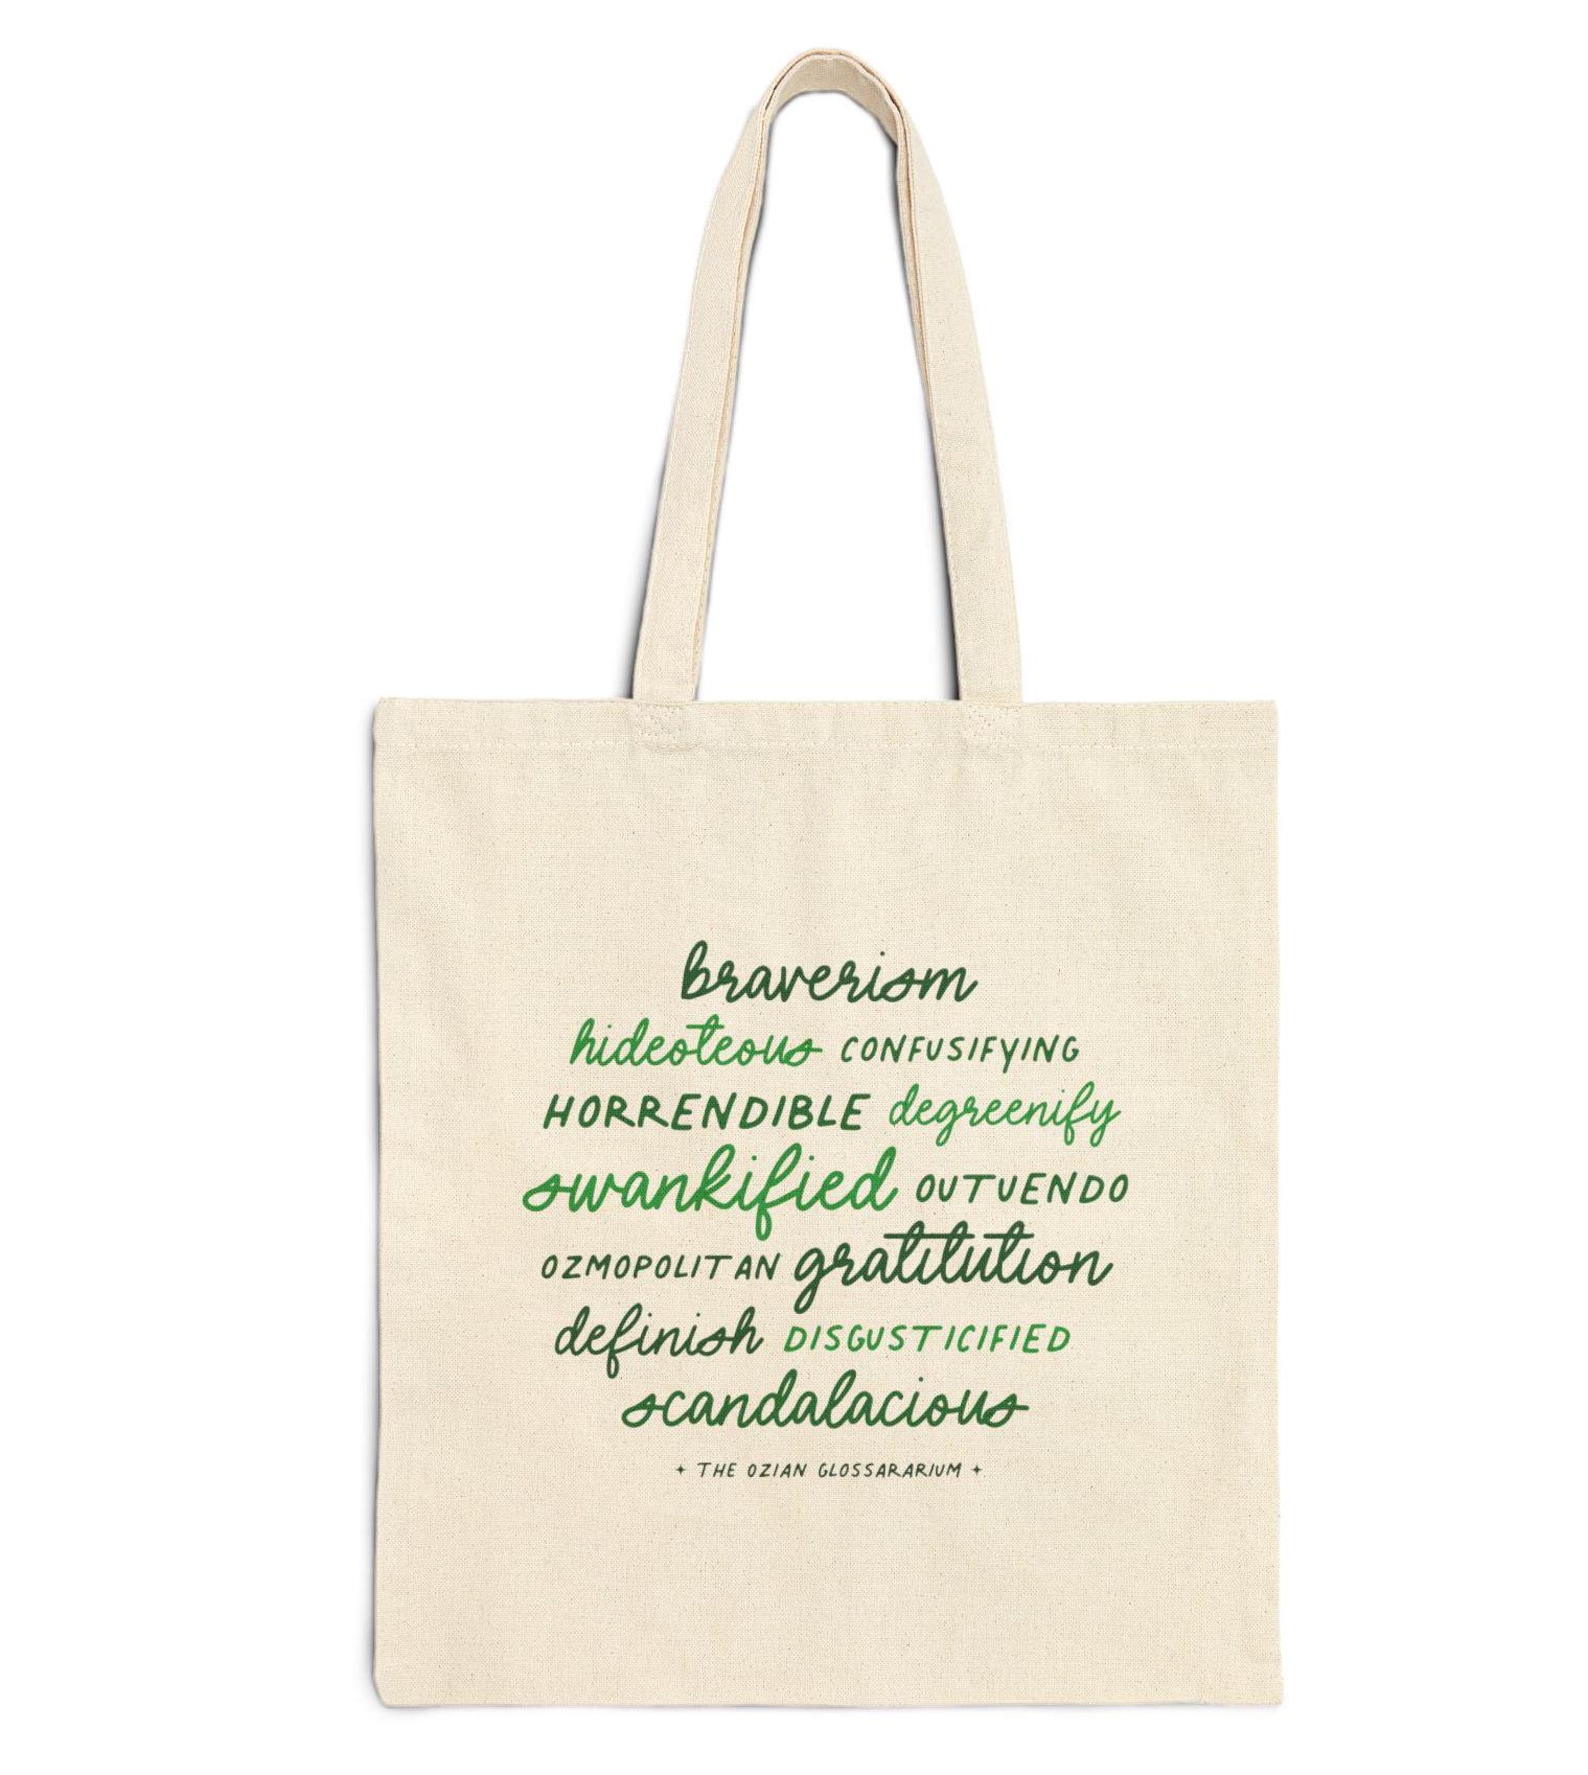 braverism
hideoteous CONFUSIFYING
HORRENDIBLE degreenify
swankified OUTUENDO
OZMOPOLITAN gratitution
definish DISGUSTICIFIED
scandalacious
✦ THE OZIAN GLOSSARARIUM ✦